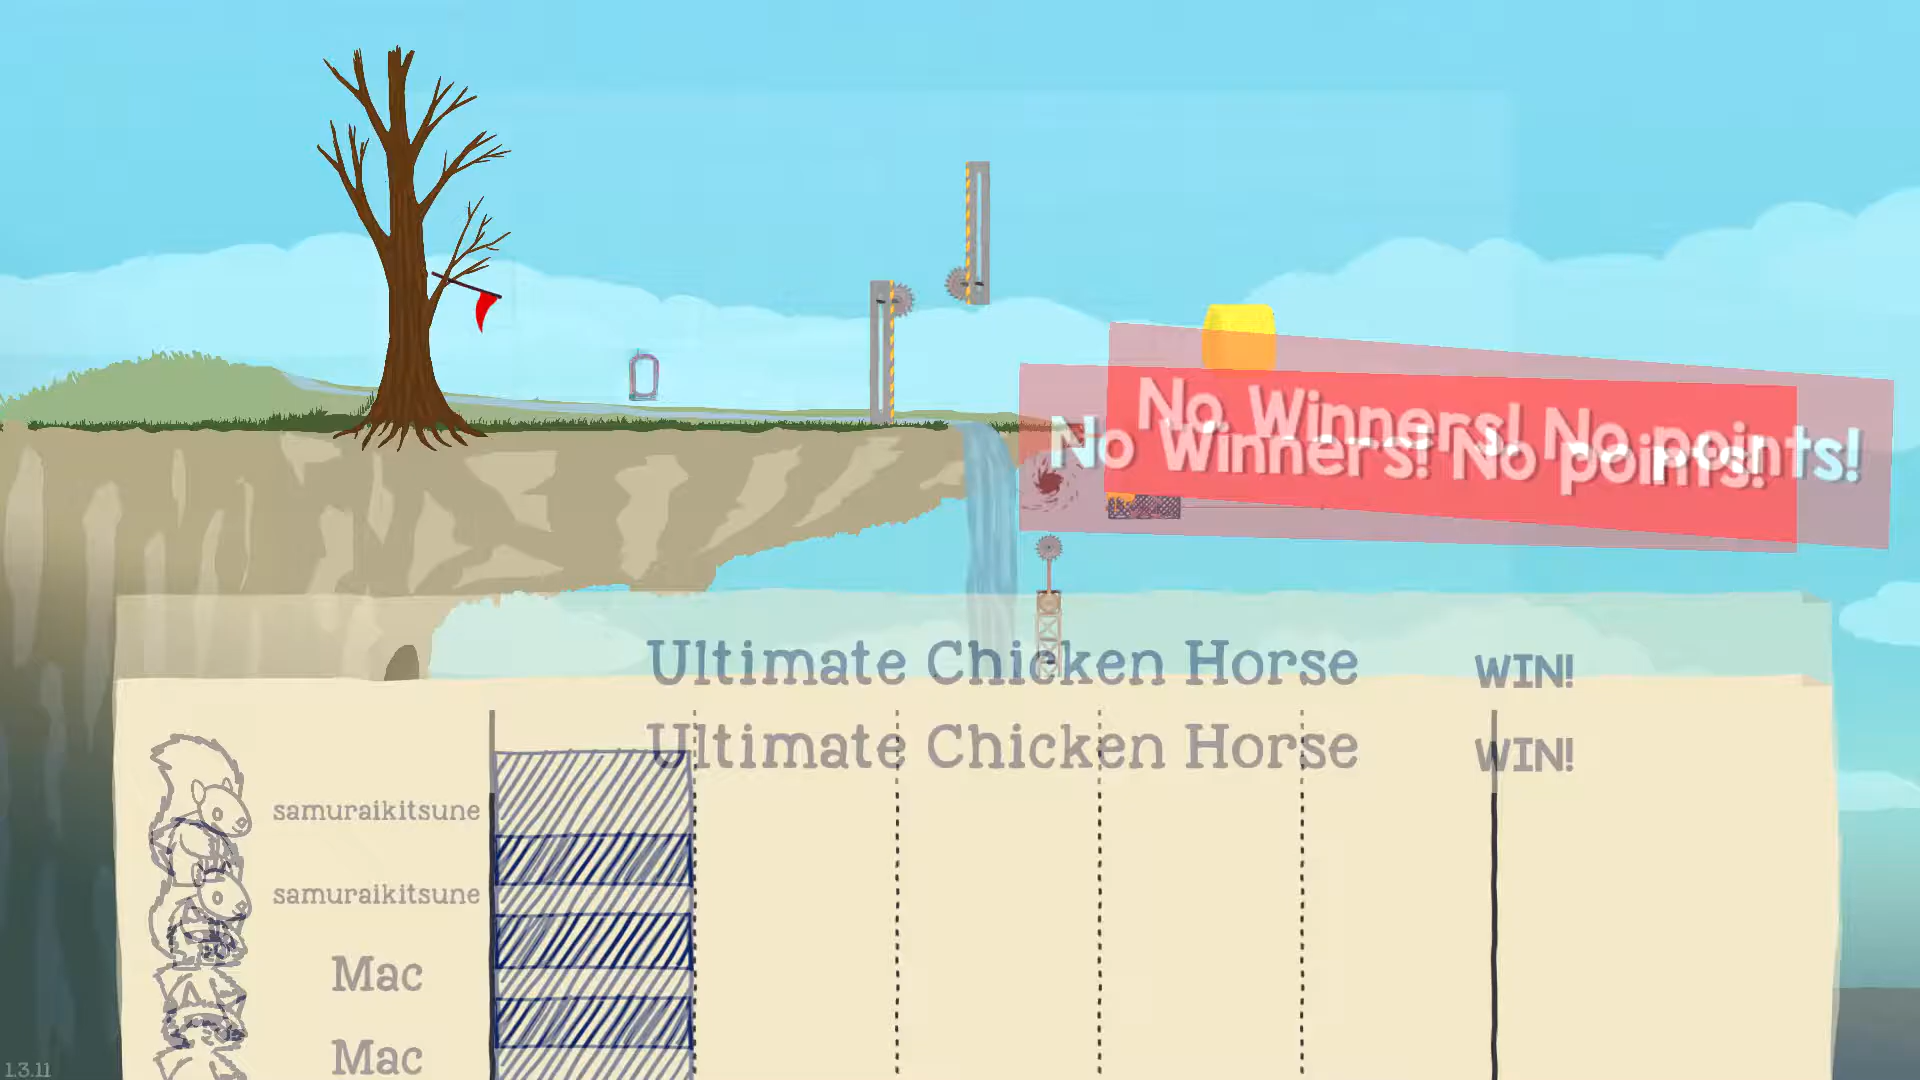 No Winners! No points!
No Winners! No points!
Ultimate Chicken Horse WIN!
Ultimate Chicken Horse WIN!
samuraikitsune
samuraikitsune
Mac
Mac
1.3.11